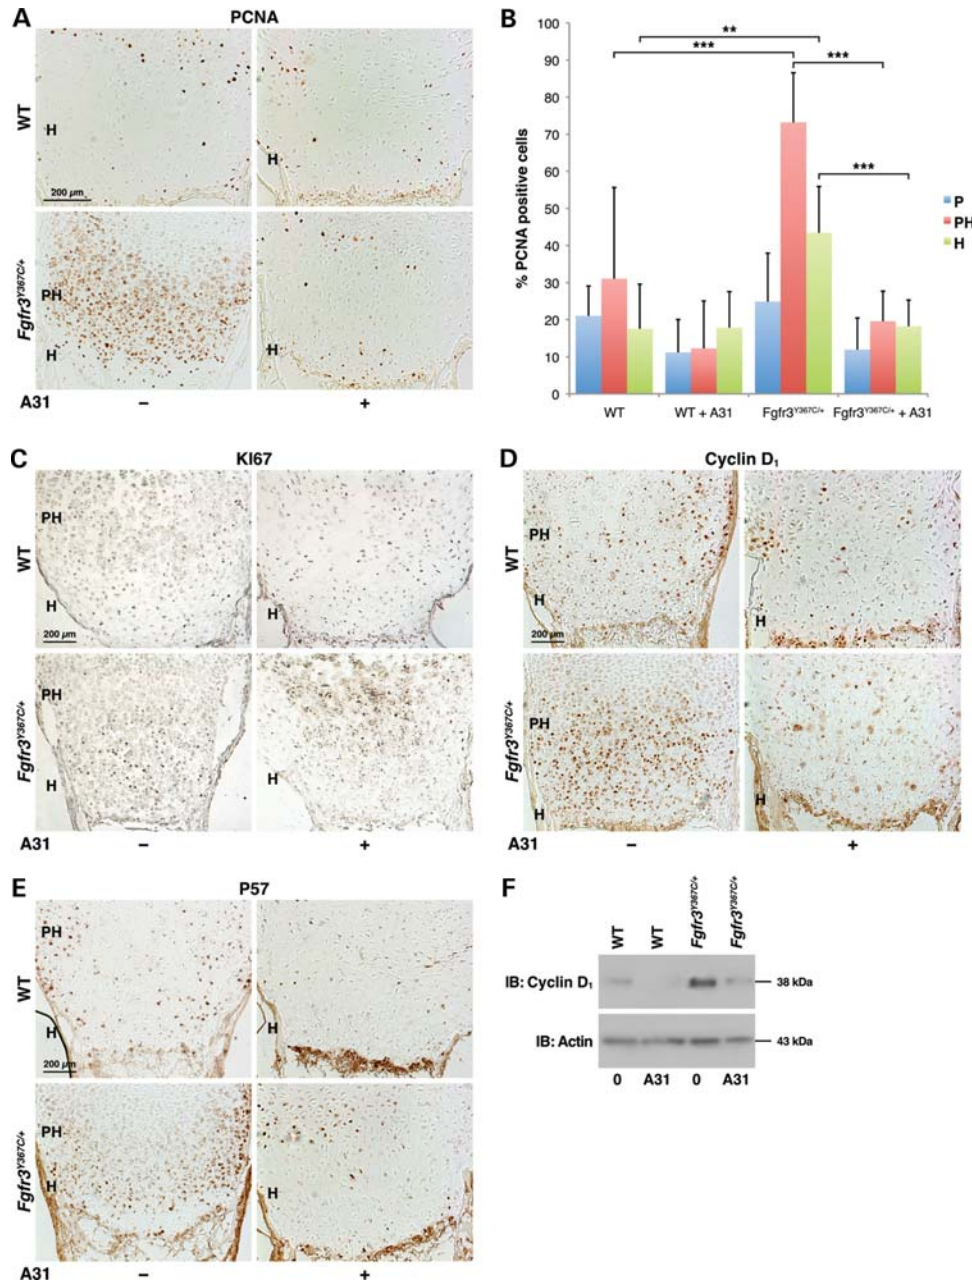 A
PCNA
WT
H
200 µm
H
Fgfr3Y367C/+
PH
H
H
A31
–
+
B
% PCNA positive cells
100
90
80
70
60
50
40
30
20
10
0
**
***
***
***
P
PH
H
WT
WT + A31
Fgfr3Y367C/+
Fgfr3Y367C/+ + A31
C
KI67
WT
PH
H
200 µm
H
Fgfr3Y367C/+
PH
H
H
A31
–
+
D
Cyclin D1
WT
PH
H
200 µm
H
Fgfr3Y367C/+
PH
H
H
A31
–
+
E
P57
WT
PH
H
200 µm
H
Fgfr3Y367C/+
PH
H
H
A31
–
+
F
WT
WT
Fgfr3Y367C/+
Fgfr3Y367C/+
IB: Cyclin D1
38 kDa
IB: Actin
43 kDa
0 A31 0 A31